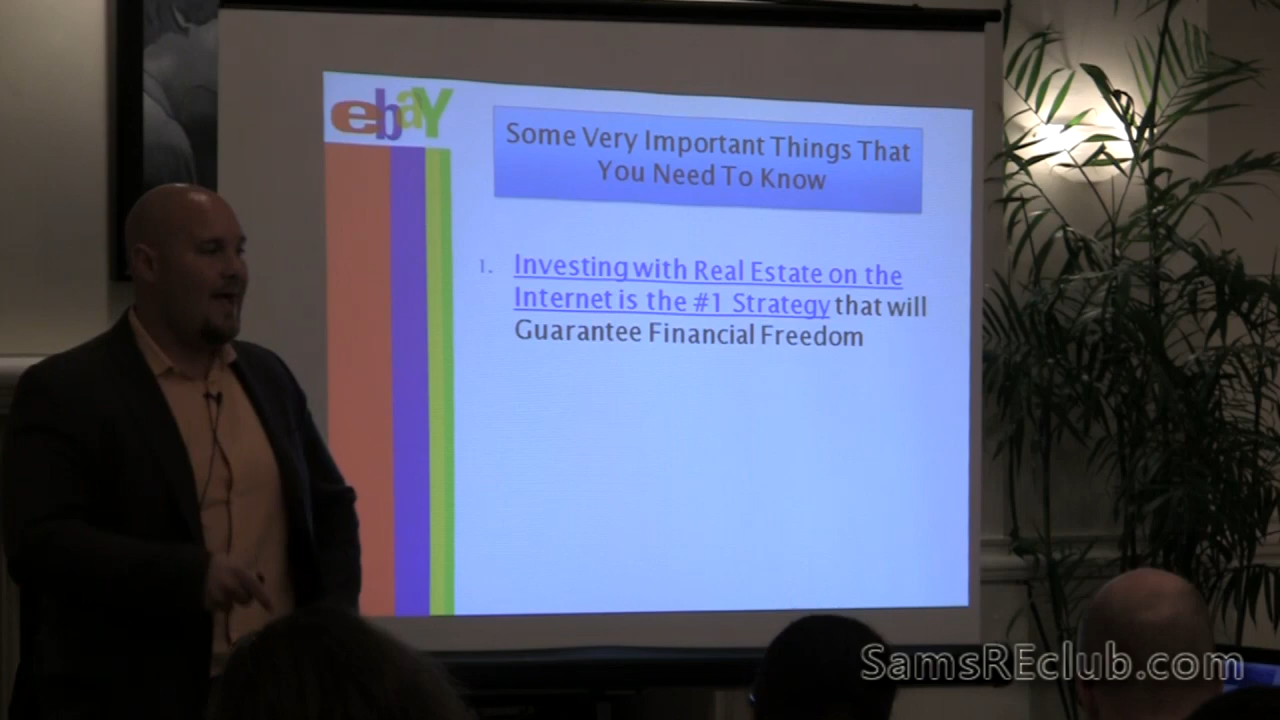 ebaY
Some Very Important Things That
You Need To Know
1. Investing with Real Estate on the
Internet is the #1 Strategy that will
Guarantee Financial Freedom
SamsREclub.com